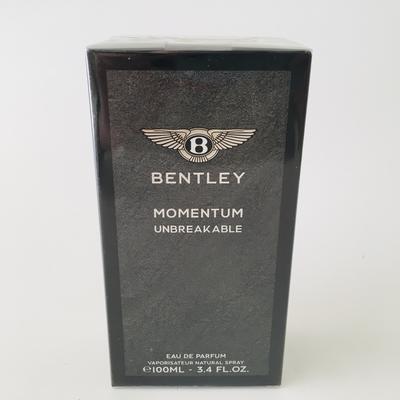 B
BENTLEY
MOMENTUM
UNBREAKABLE
EAU DE PARFUM
VAPORISATEUR NATURAL SPRAY
℮100ML - 3.4 FL.OZ.